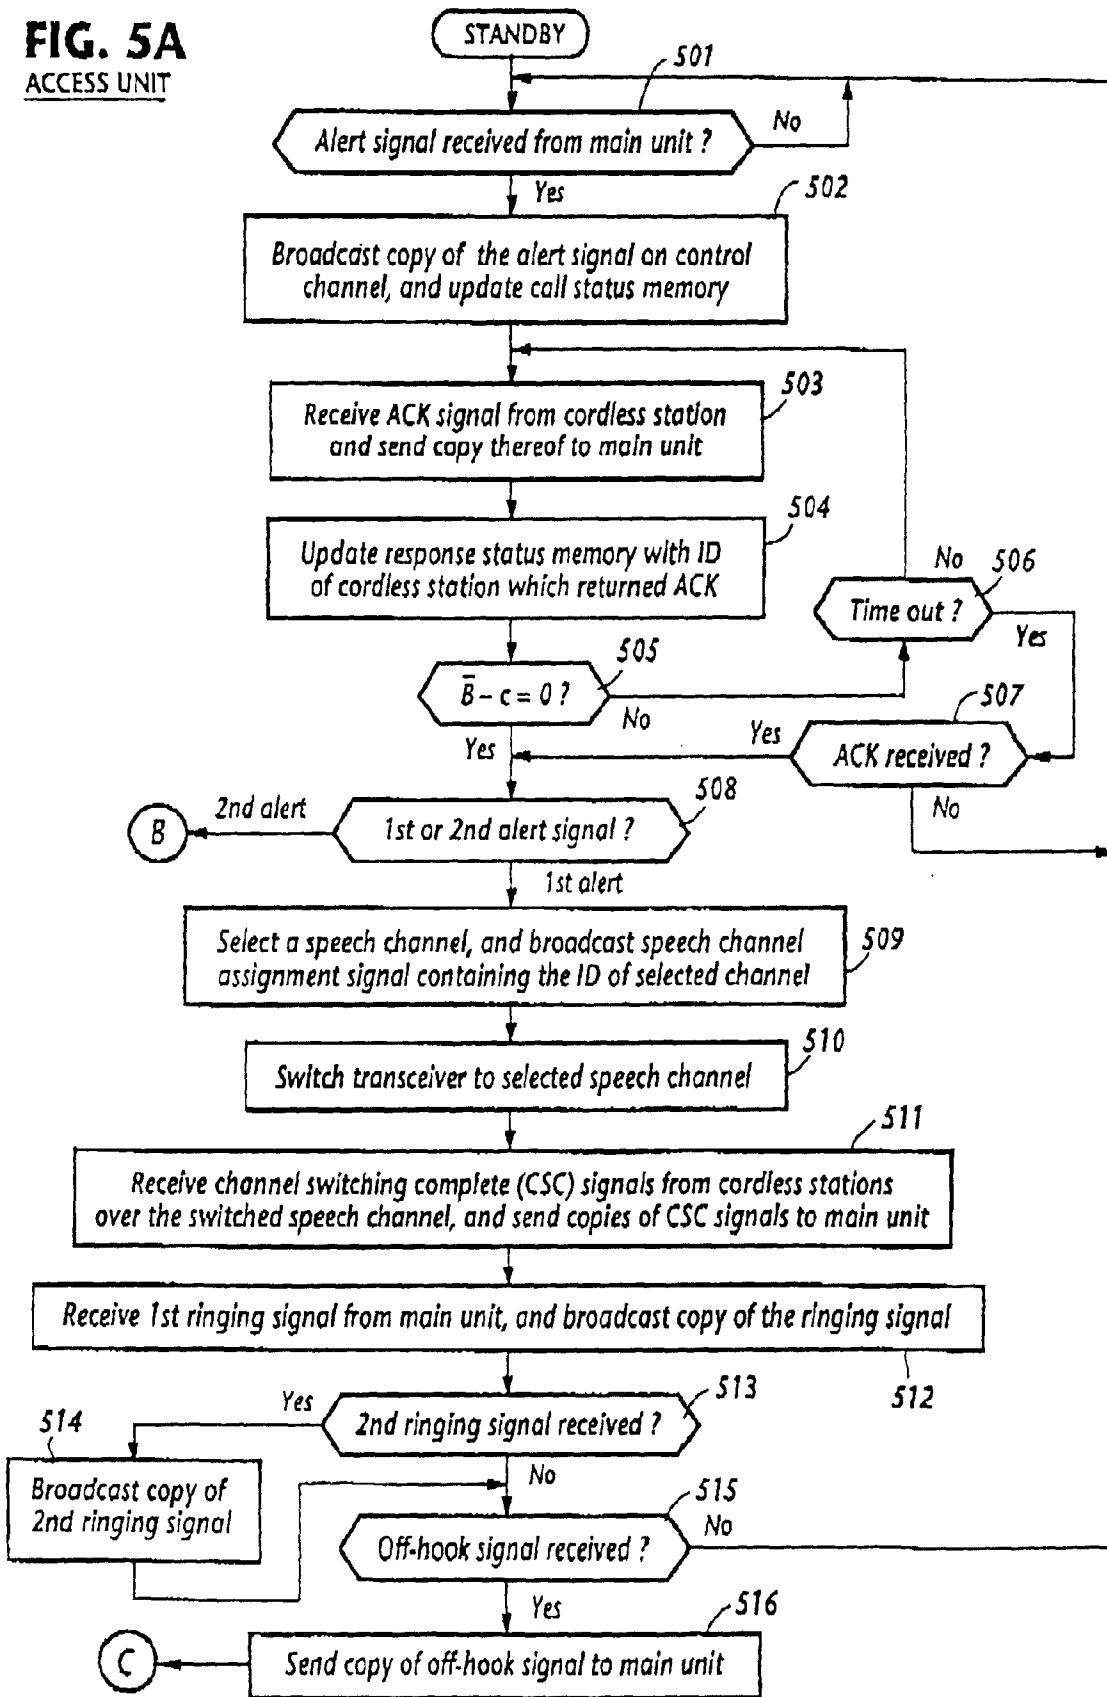 FIG. 5A
ACCESS UNIT
STANDBY
501
Alert signal received from main unit ?
No
Yes
502
Broadcast copy of the alert signal on control
channel, and update call status memory
503
Receive ACK signal from cordless station
and send copy thereof to main unit
504
Update response status memory with ID
of cordless station which returned ACK
No
506
Time out ?
Yes
505
B̅ – c = 0 ?
No
Yes
507
ACK received ?
Yes
No
508
1st or 2nd alert signal ?
2nd alert
B
1st alert
509
Select a speech channel, and broadcast speech channel
assignment signal containing the ID of selected channel
510
Switch transceiver to selected speech channel
511
Receive channel switching complete (CSC) signals from cordless stations
over the switched speech channel, and send copies of CSC signals to main unit
Receive 1st ringing signal from main unit, and broadcast copy of the ringing signal
512
513
2nd ringing signal received ?
Yes
No
514
Broadcast copy of
2nd ringing signal
515
Off-hook signal received ?
No
Yes
516
Send copy of off-hook signal to main unit
C